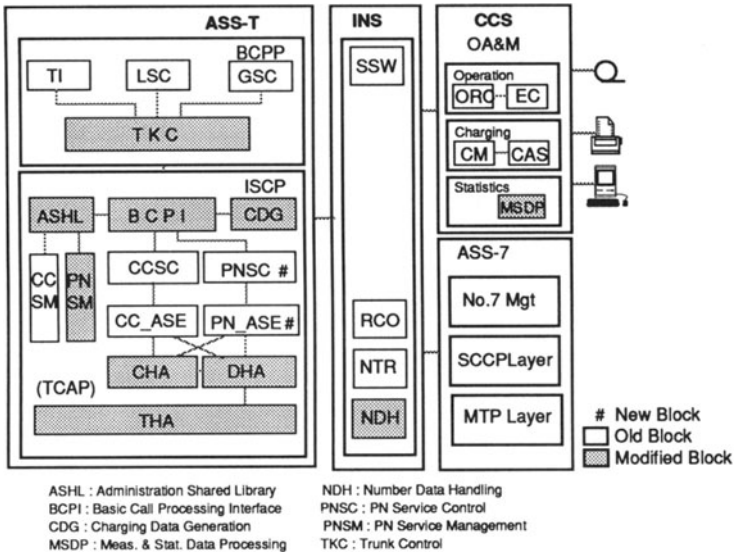 ASS-T
BCPP
TI
LSC
GSC
TKC
ISCP
ASHL
BCPI
CDG
CC
SM
PN
SM
CCSC
PNSC #
CC_ASE
PN_ASE #
CHA
DHA
(TCAP)
THA
INS
SSW
RCO
NTR
NDH
CCS
OA&M
Operation
ORC
EC
Charging
CM
CAS
Statistics
MSDP
ASS-7
No.7 Mgt
SCCPLayer
MTP Layer
# New Block
Old Block
Modified Block
ASHL : Administration Shared Library
BCPI : Basic Call Processing Interface
CDG : Charging Data Generation
MSDP : Meas. & Stat. Data Processing
NDH : Number Data Handling
PNSC : PN Service Control
PNSM : PN Service Management
TKC : Trunk Control